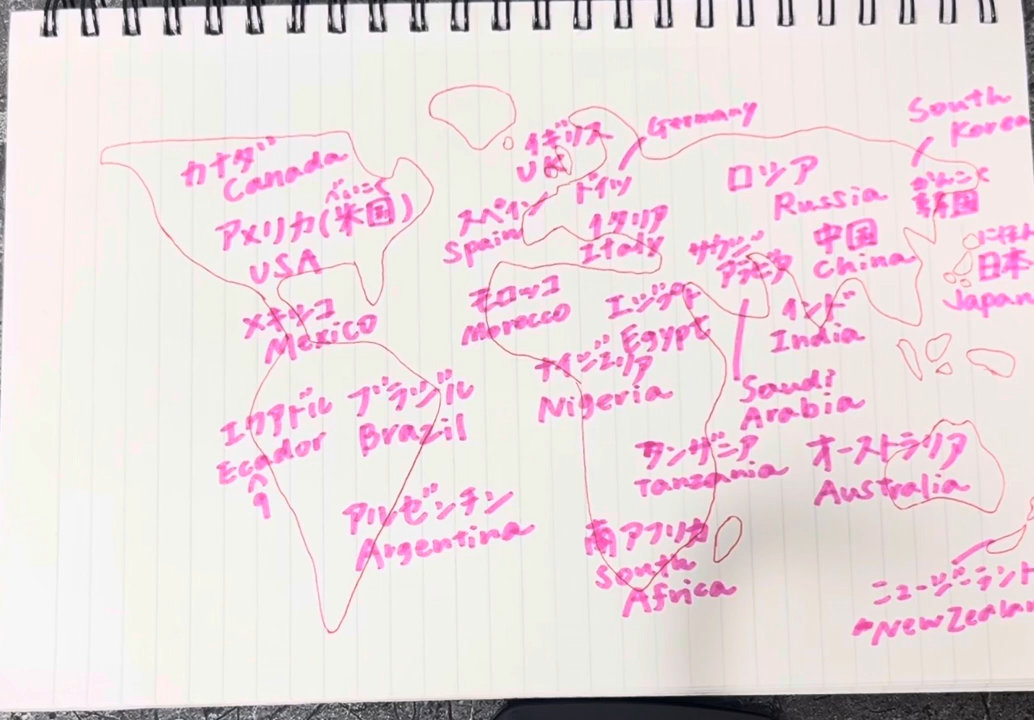 カナダ
Canada
べいこく
アメリカ(米国)
USA
メキシコ
Mexico
エクアドル
Ecador
^
q
ブラジル
Brazil
アルゼンチン
Argentina
イギリス
UK
Germany
ドイツ
スペイン
Spain
イタリア
Italy
モロッコ
Morocco
エジプト
Egypt
ナイジェリア
Nigeria
タンザニア
Tanzania
南アフリカ
South
Africa
ロシア
Russia
中国
China
サウジ
アラビア
Saudi
Arabia
インド
India
South
Korea
かんこく
韓国
にほん
日本
Japan
オーストラリア
Australia
ニュージーランド
New Zealan